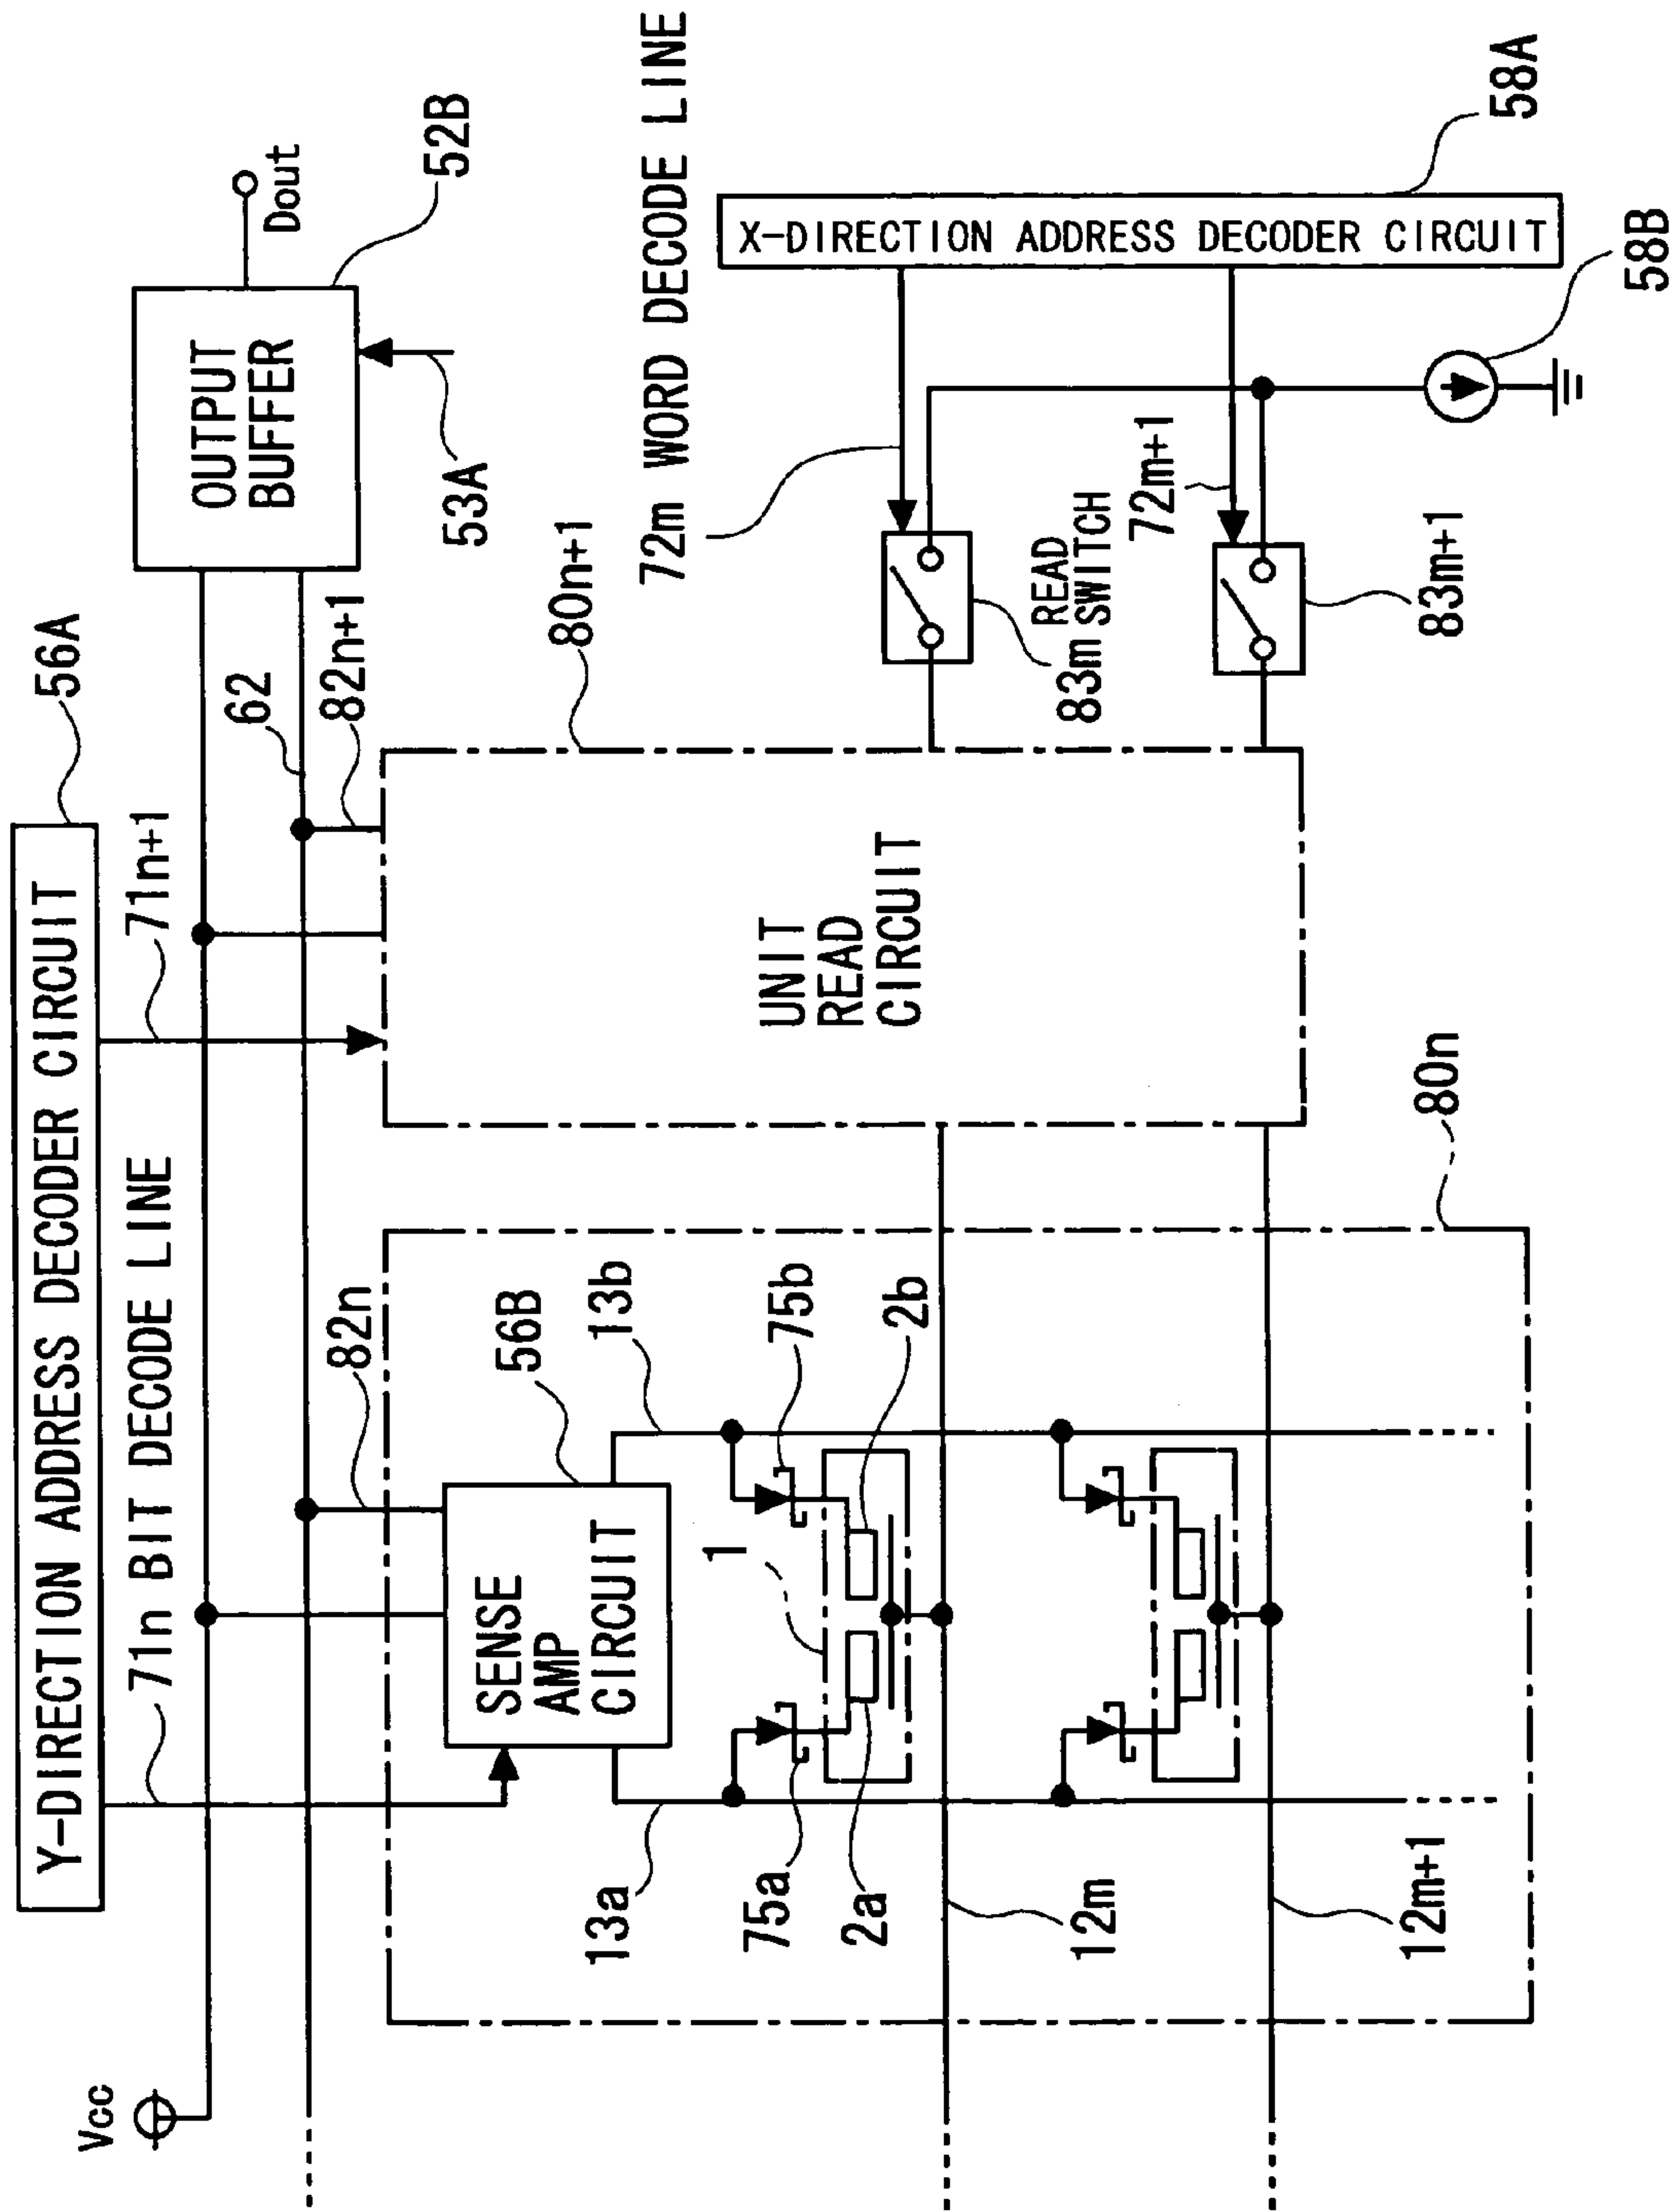 Y-DIRECTION ADDRESS DECODER CIRCUIT
56A
Vcc
71n BIT DECODE LINE
71n+1
62
82n
82n+1
OUTPUT
BUFFER
Dout
52B
53A
SENSE
AMP
CIRCUIT
56B
13a
13b
75a
75b
1
2a
2b
12m
12m+1
80n
UNIT
READ
CIRCUIT
80n+1
72m WORD DECODE LINE
83m READ
SWITCH
72m+1
83m+1
X-DIRECTION ADDRESS DECODER CIRCUIT
58A
58B